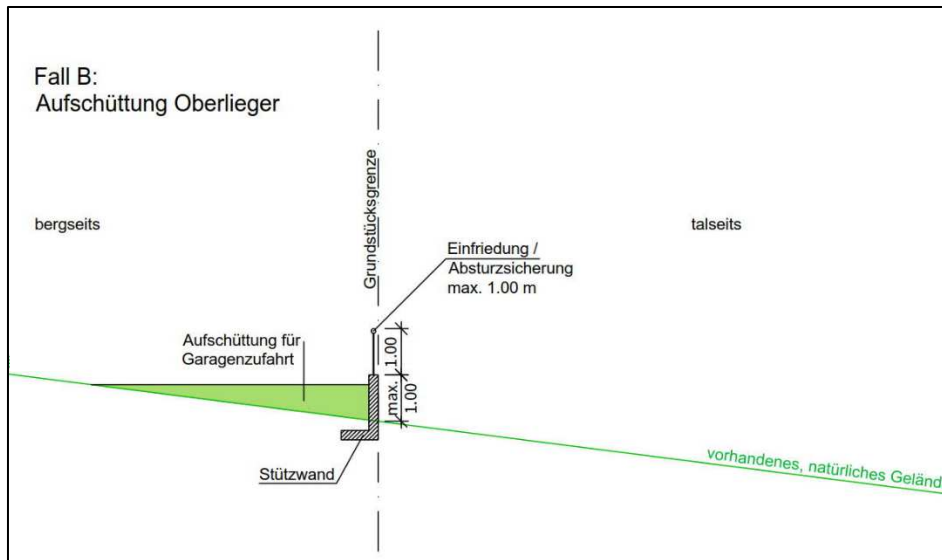 Fall B:
Aufschüttung Oberlieger
Grundstücksgrenze
bergseits
talseits
Einfriedung /
Absturzsicherung
max. 1.00 m
Aufschüttung für
Garagenzufahrt
1.00
max.
1.00
Stützwand
vorhandenes, natürliches Geländ